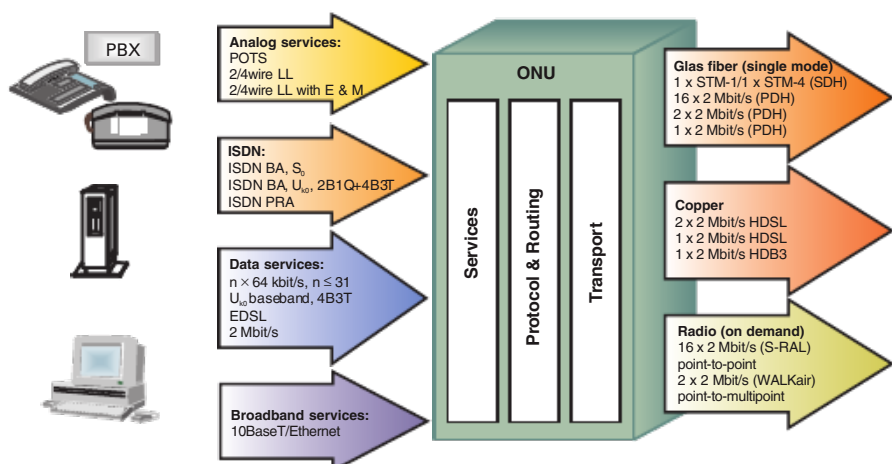 PBX
Analog services:
POTS
2/4wire LL
2/4wire LL with E & M
ISDN:
ISDN BA, S₀
ISDN BA, Uₖ₀, 2B1Q+4B3T
ISDN PRA
Data services:
n × 64 kbit/s, n ≤ 31
Uₖ₀ baseband, 4B3T
EDSL
2 Mbit/s
Broadband services:
10BaseT/Ethernet
ONU
Services
Protocol & Routing
Transport
Glas fiber (single mode)
1 x STM-1/1 x STM-4 (SDH)
16 x 2 Mbit/s (PDH)
2 x 2 Mbit/s (PDH)
1 x 2 Mbit/s (PDH)
Copper
2 x 2 Mbit/s HDSL
1 x 2 Mbit/s HDSL
1 x 2 Mbit/s HDB3
Radio (on demand)
16 x 2 Mbit/s (S-RAL)
point-to-point
2 x 2 Mbit/s (WALKair)
point-to-multipoint